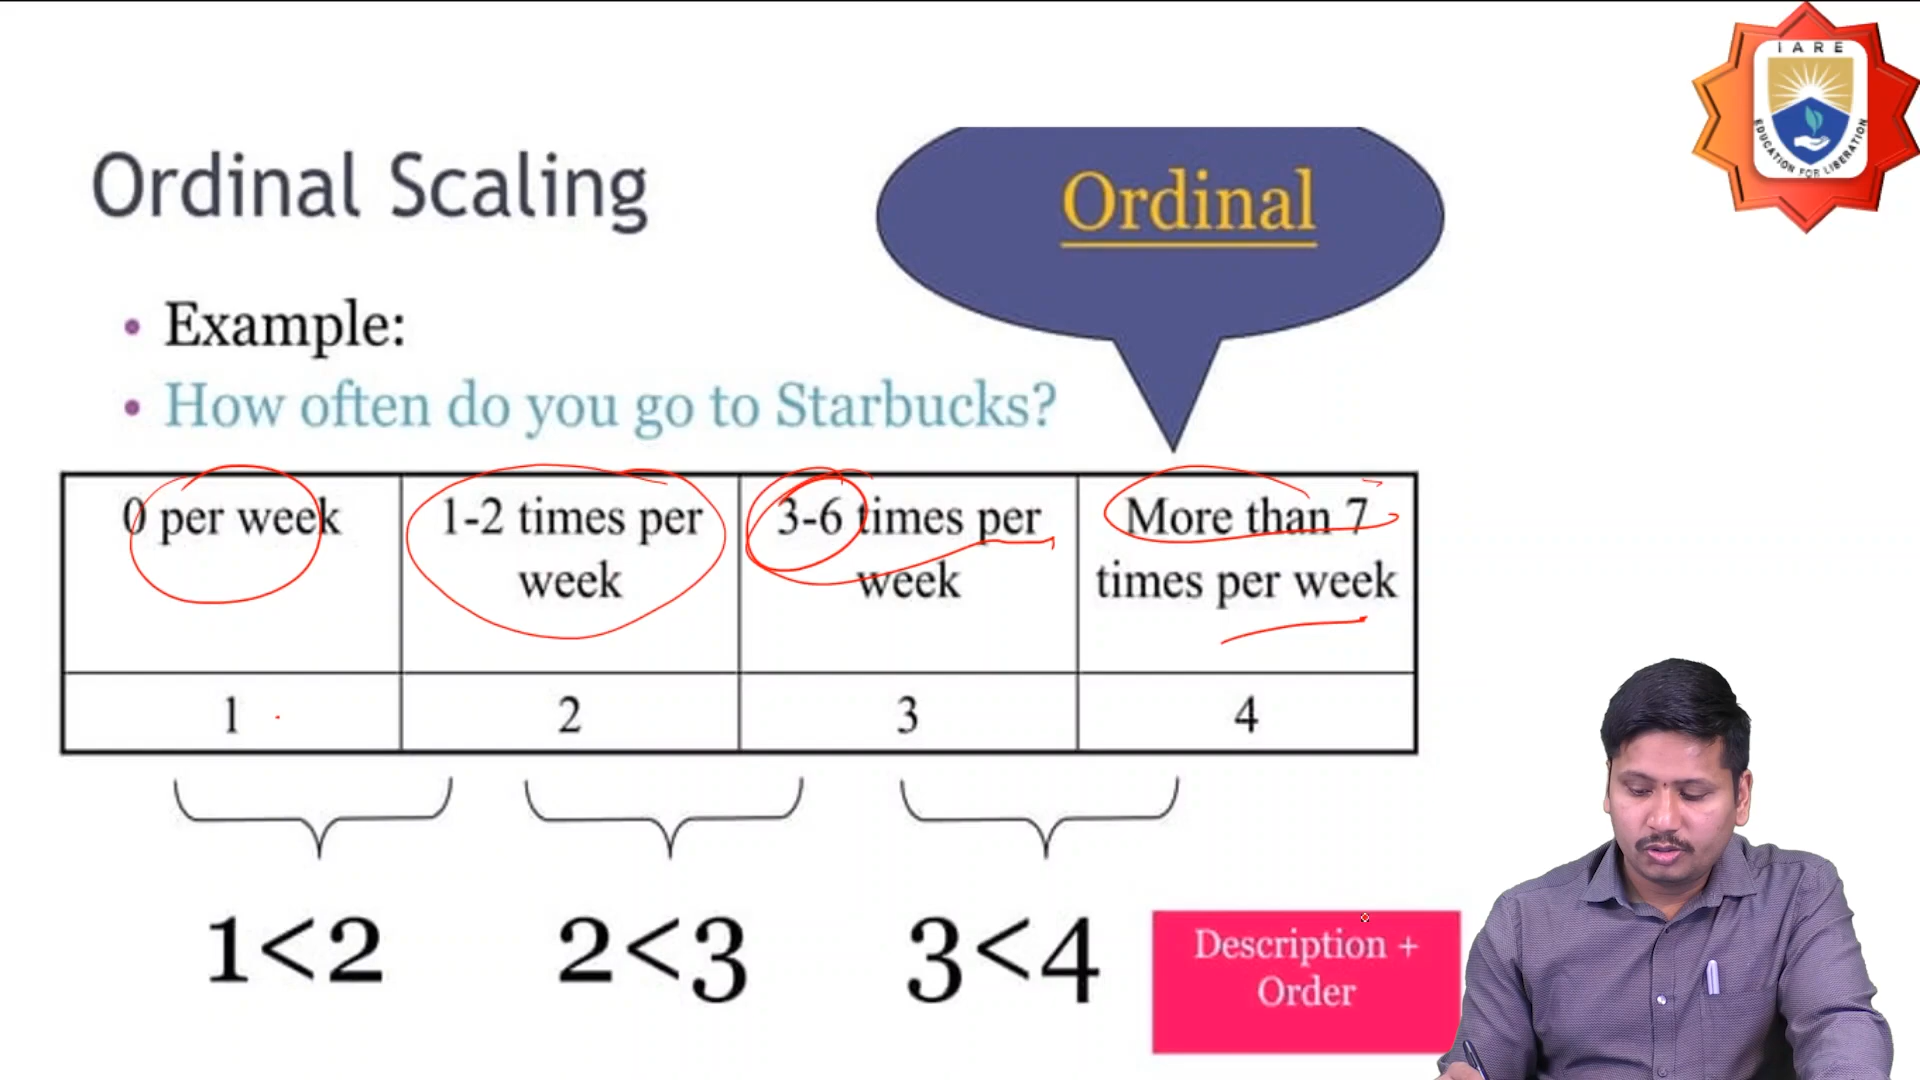 IARE
EDUCATION FOR LIBERATION
Ordinal Scaling
Ordinal
• Example:
• How often do you go to Starbucks?
0 per week
1-2 times per
week
3-6 times per
week
More than 7
times per week
1
2
3
4
1<2
2<3
3<4
Description +
Order